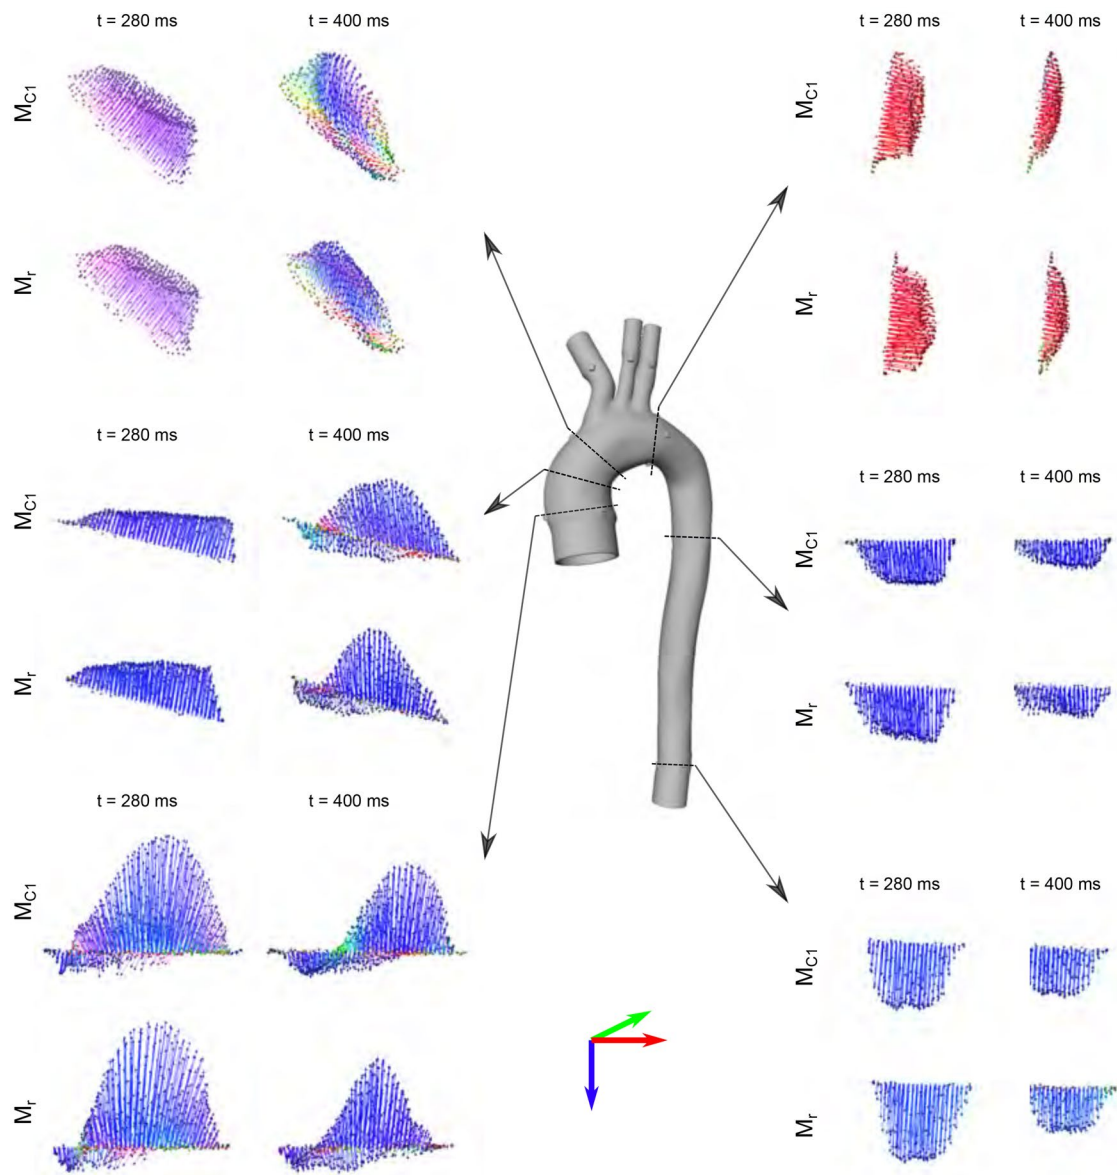 t = 280 ms
t = 400 ms
M_C1
M_r
t = 280 ms
t = 400 ms
M_C1
M_r
t = 280 ms
t = 400 ms
M_C1
M_r
t = 280 ms
t = 400 ms
M_C1
M_r
t = 280 ms
t = 400 ms
M_C1
M_r
t = 280 ms
t = 400 ms
M_C1
M_r